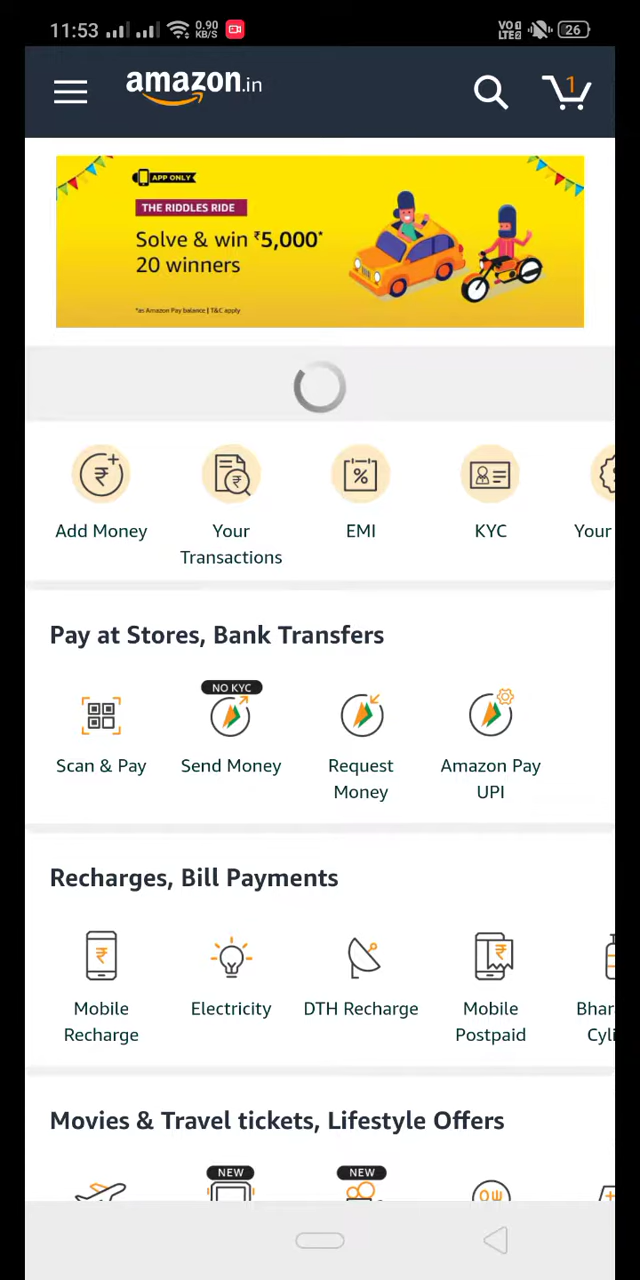 11:53
0.90
KB/S
VO
LTE
26
amazon.in
1
APP ONLY
THE RIDDLES RIDE
Solve & win ₹5,000*
20 winners
*as Amazon Pay balance | T&C apply
Add Money
Your
Transactions
EMI
KYC
Your
Pay at Stores, Bank Transfers
NO KYC
Scan & Pay
Send Money
Request
Money
Amazon Pay
UPI
Recharges, Bill Payments
Mobile
Recharge
Electricity
DTH Recharge
Mobile
Postpaid
Bhar
Cyli
Movies & Travel tickets, Lifestyle Offers
NEW
NEW